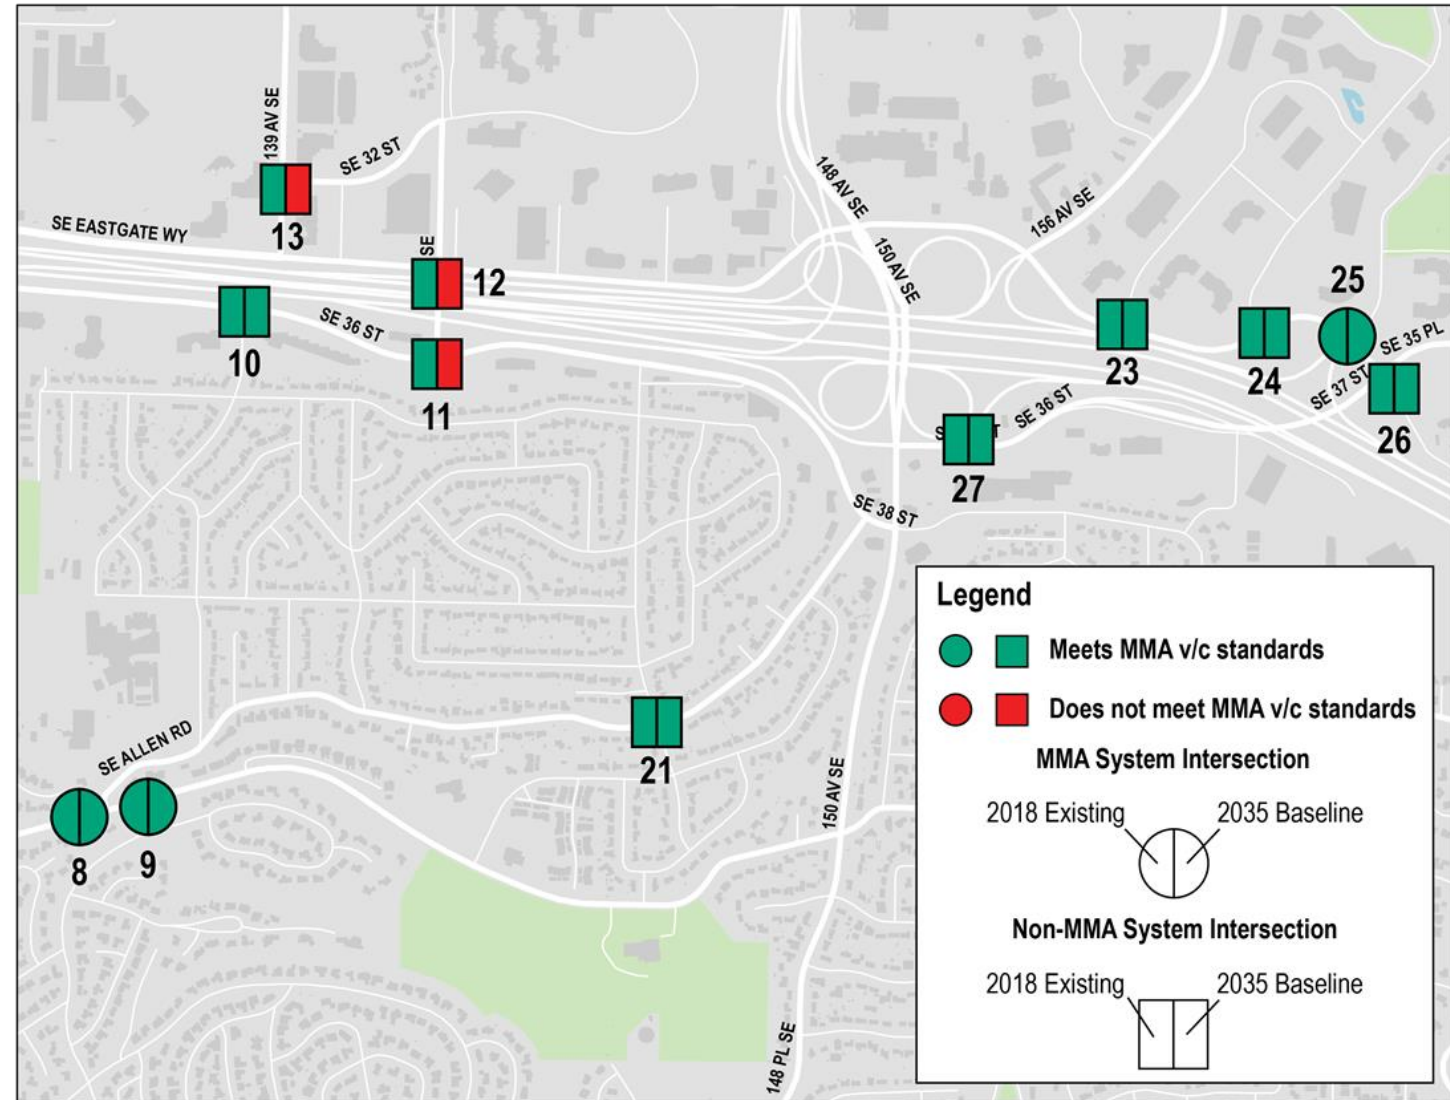 139 AV SE
SE 32 ST
13
SE EASTGATE WY
SE
12
10
SE 36 ST
11
148 AV SE
150 AV SE
156 AV SE
25
SE 35 PL
23
24
SE 37 ST
26
SE 36 ST
27
SE 38 ST
21
SE ALLEN RD
8
9
150 AV SE
148 PL SE
Legend
Meets MMA v/c standards
Does not meet MMA v/c standards
MMA System Intersection
2018 Existing
2035 Baseline
Non-MMA System Intersection
2018 Existing
2035 Baseline